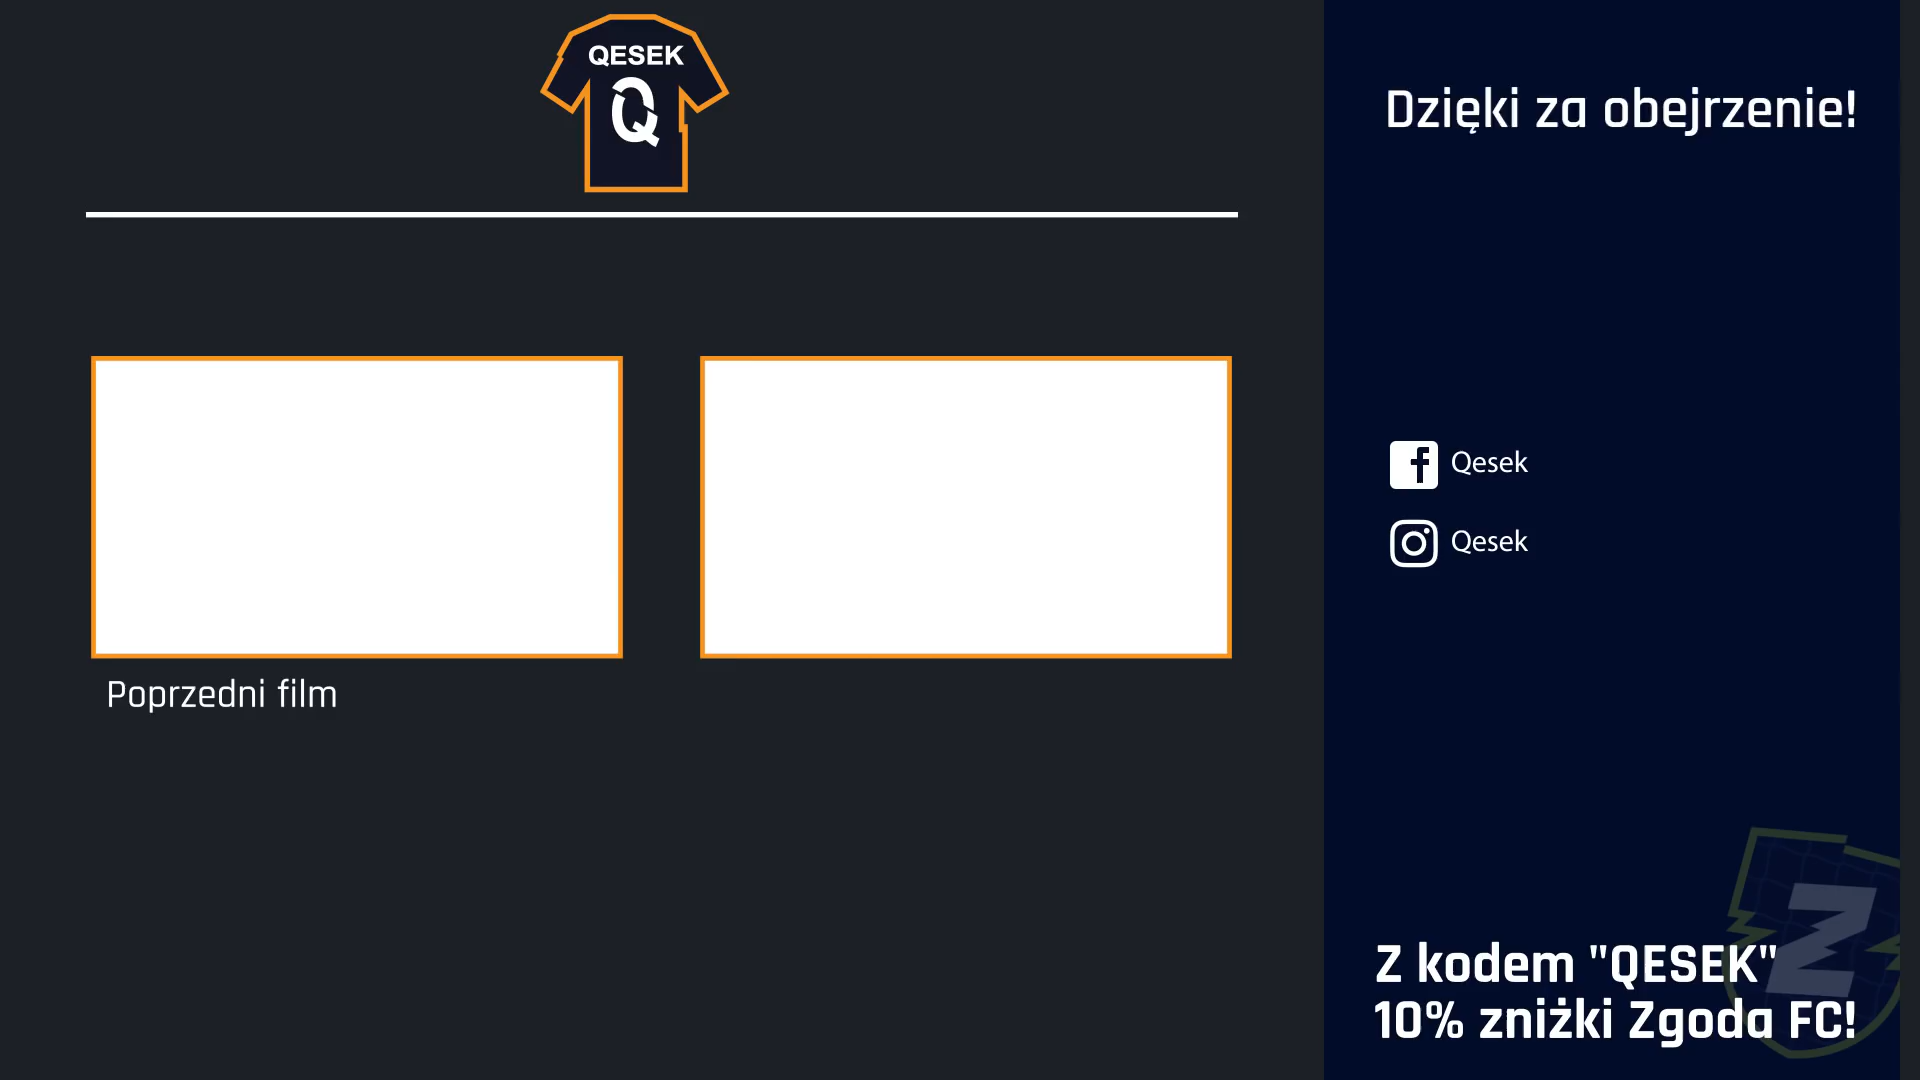 QESEK
Q
Dzięki za obejrzenie!
Qesek
Qesek
Poprzedni film
Z
Z kodem "QESEK"
10% zniżki Zgoda FC!